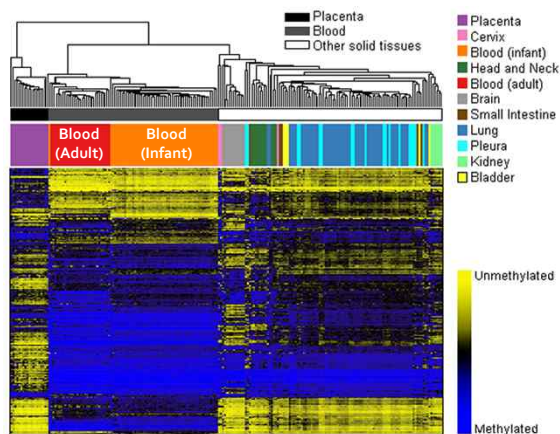 Placenta
Blood
Other solid tissues
Placenta
Cervix
Blood (infant)
Head and Neck
Blood (adult)
Brain
Small Intestine
Lung
Pleura
Kidney
Bladder
Blood
(Adult)
Blood
(Infant)
Unmethylated
Methylated